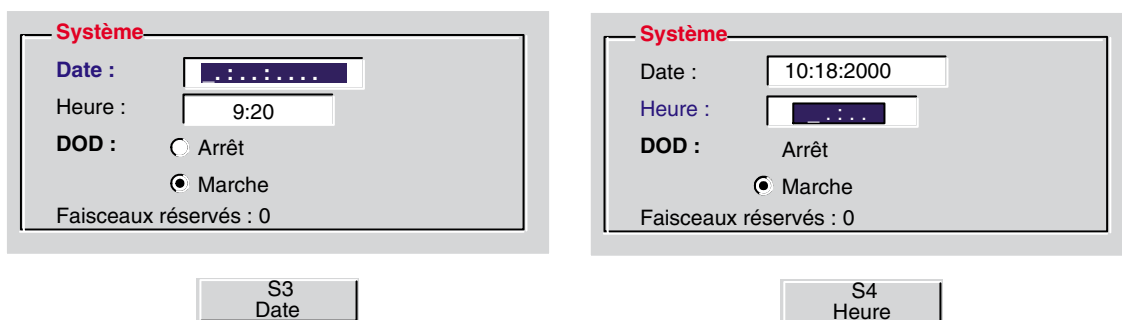 Système
Date : _.:..:....
Heure : 9:20
DOD : Arrêt
Marche
Faisceaux réservés : 0
S3
Date
Système
Date : 10:18:2000
Heure : _.:..
DOD : Arrêt
Marche
Faisceaux réservés : 0
S4
Heure